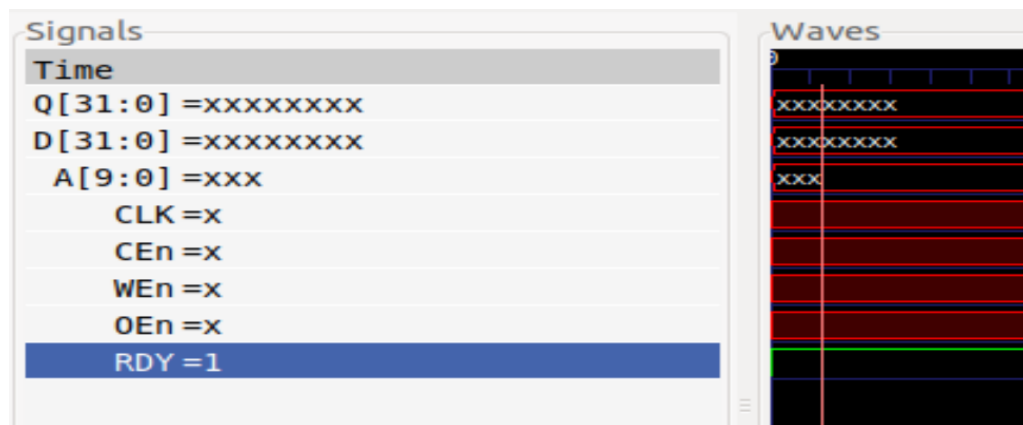 Signals
Waves
Time
0
Q[31:0] =xxxxxxxx
xxxxxxxx
D[31:0] =xxxxxxxx
xxxxxxxx
A[9:0] =xxx
xxx
CLK =x
CEn =x
WEn =x
OEn =x
RDY =1